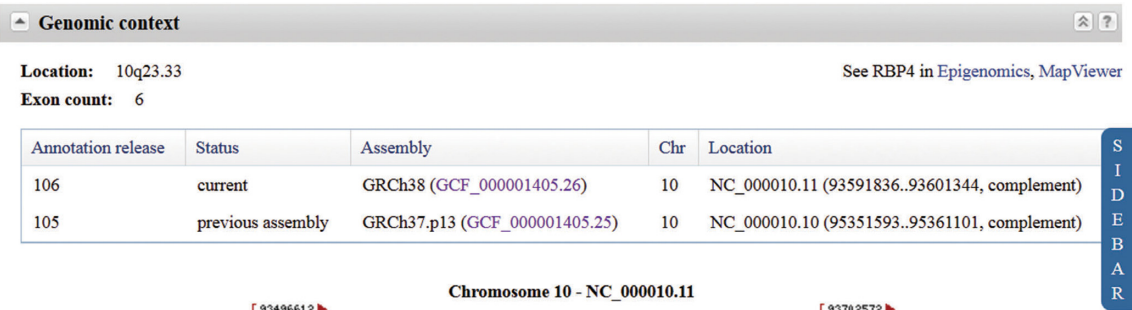 Genomic context
?
Location: 10q23.33
See RBP4 in Epigenomics, MapViewer
Exon count: 6
Annotation release Status Assembly Chr Location
106 current GRCh38 (GCF_000001405.26) 10 NC_000010.11 (93591836..93601344, complement)
105 previous assembly GRCh37.p13 (GCF_000001405.25) 10 NC_000010.10 (95351593..95361101, complement)
SIDEBAR
Chromosome 10 - NC_000010.11